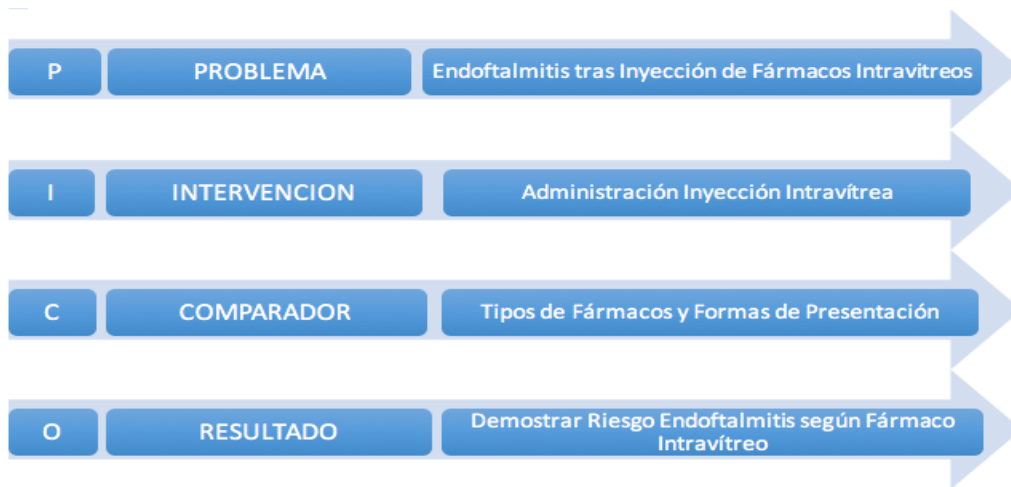 P PROBLEMA Endoftalmitis tras Inyección de Fármacos Intravitreos
I INTERVENCION Administración Inyección Intravítrea
C COMPARADOR Tipos de Fármacos y Formas de Presentación
O RESULTADO Demostrar Riesgo Endoftalmitis según Fármaco
Intravítreo